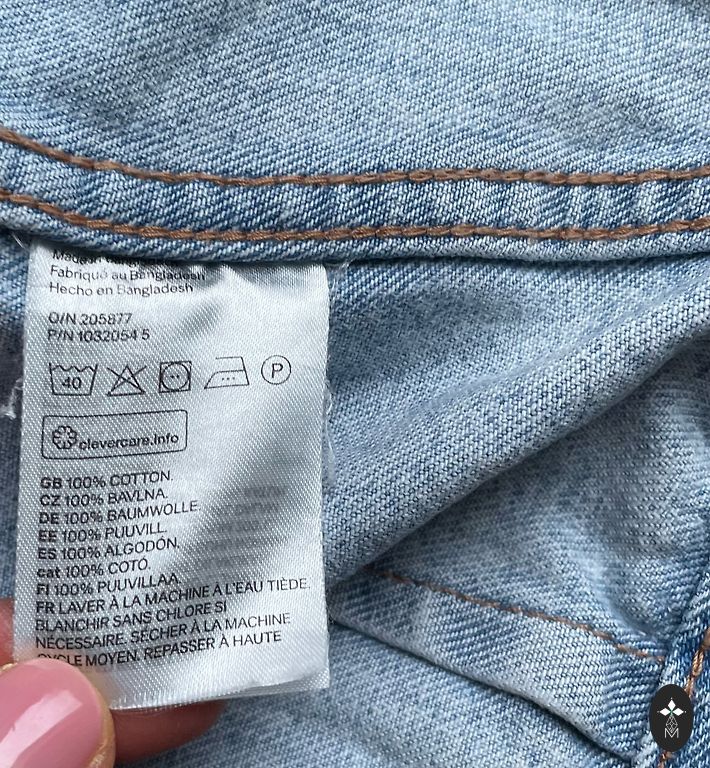 Fabriqué au Bangladesh
Hecho en Bangladesh
O/N 205877
P/N 1032054 5
40
P
clevercare.info
GB 100% COTTON.
CZ 100% BAVLNA.
DE 100% BAUMWOLLE.
EE 100% PUUVILL.
ES 100% ALGODÓN.
cat 100% COTÓ.
FI 100% PUUVILLAA.
FR LAVER À LA MACHINE À L'EAU TIÈDE.
BLANCHIR SANS CHLORE SI
NÉCESSAIRE. SÉCHER À LA MACHINE
CYCLE MOYEN. REPASSER À HAUTE
M